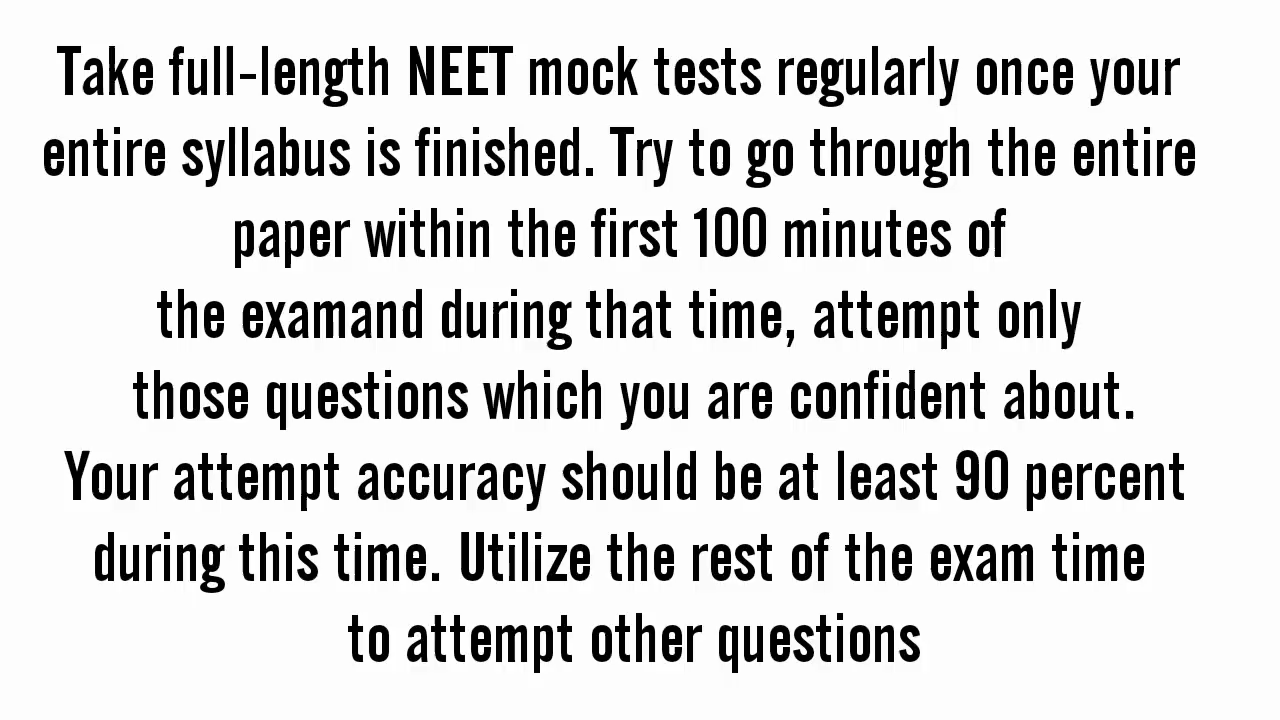 Take full-length NEET mock tests regularly once your
entire syllabus is finished. Try to go through the entire
paper within the first 100 minutes of
the examand during that time, attempt only
those questions which you are confident about.
Your attempt accuracy should be at least 90 percent
during this time. Utilize the rest of the exam time
to attempt other questions